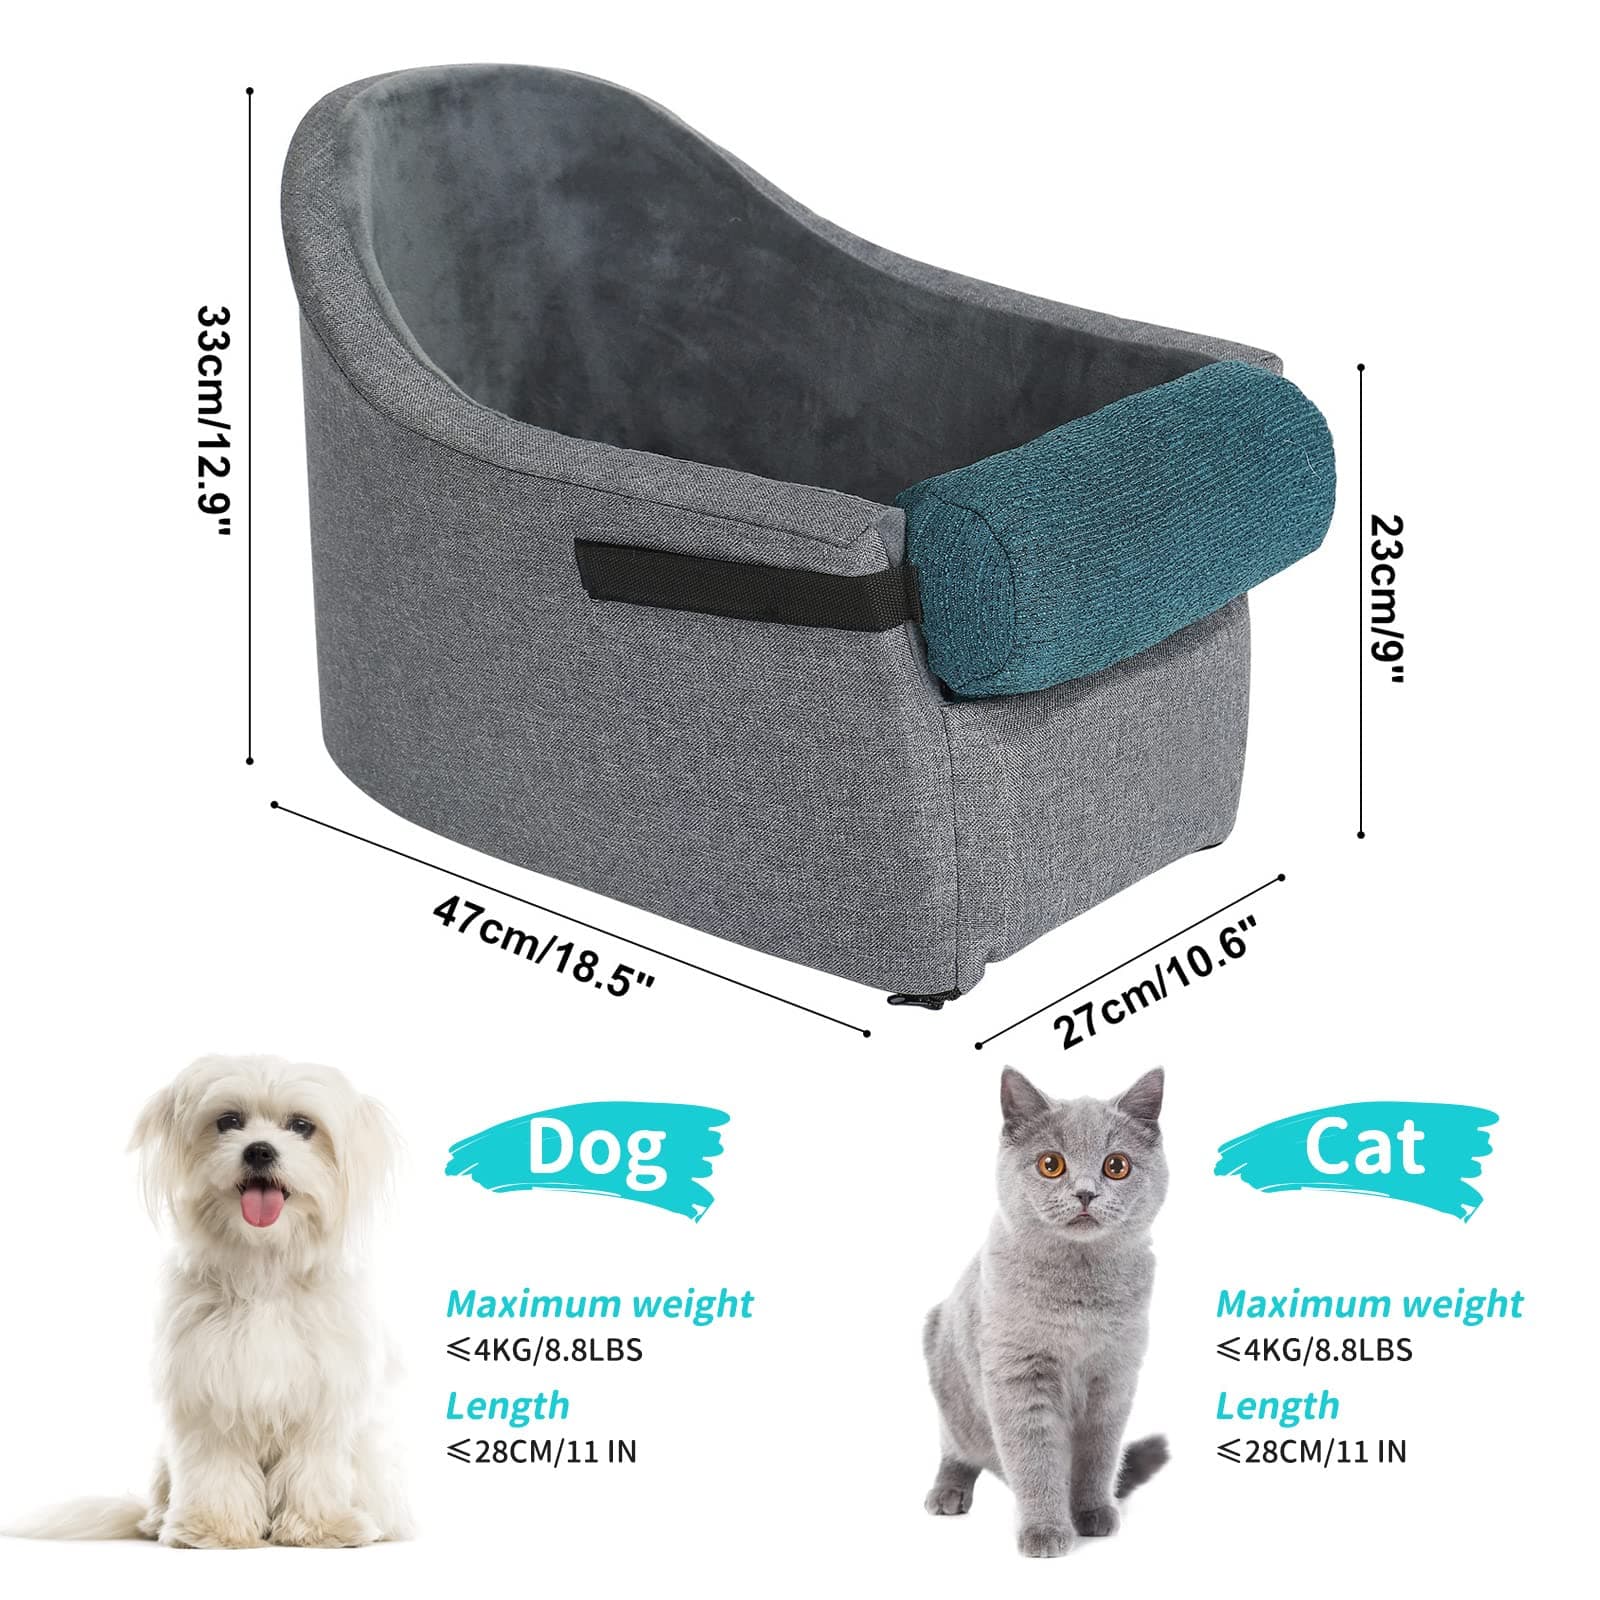 33cm/12.9"
23cm/9"
47cm/18.5"
27cm/10.6"
Dog
Maximum weight
⩽4KG/8.8LBS
Length
⩽28CM/11 IN
Cat
Maximum weight
⩽4KG/8.8LBS
Length
⩽28CM/11 IN